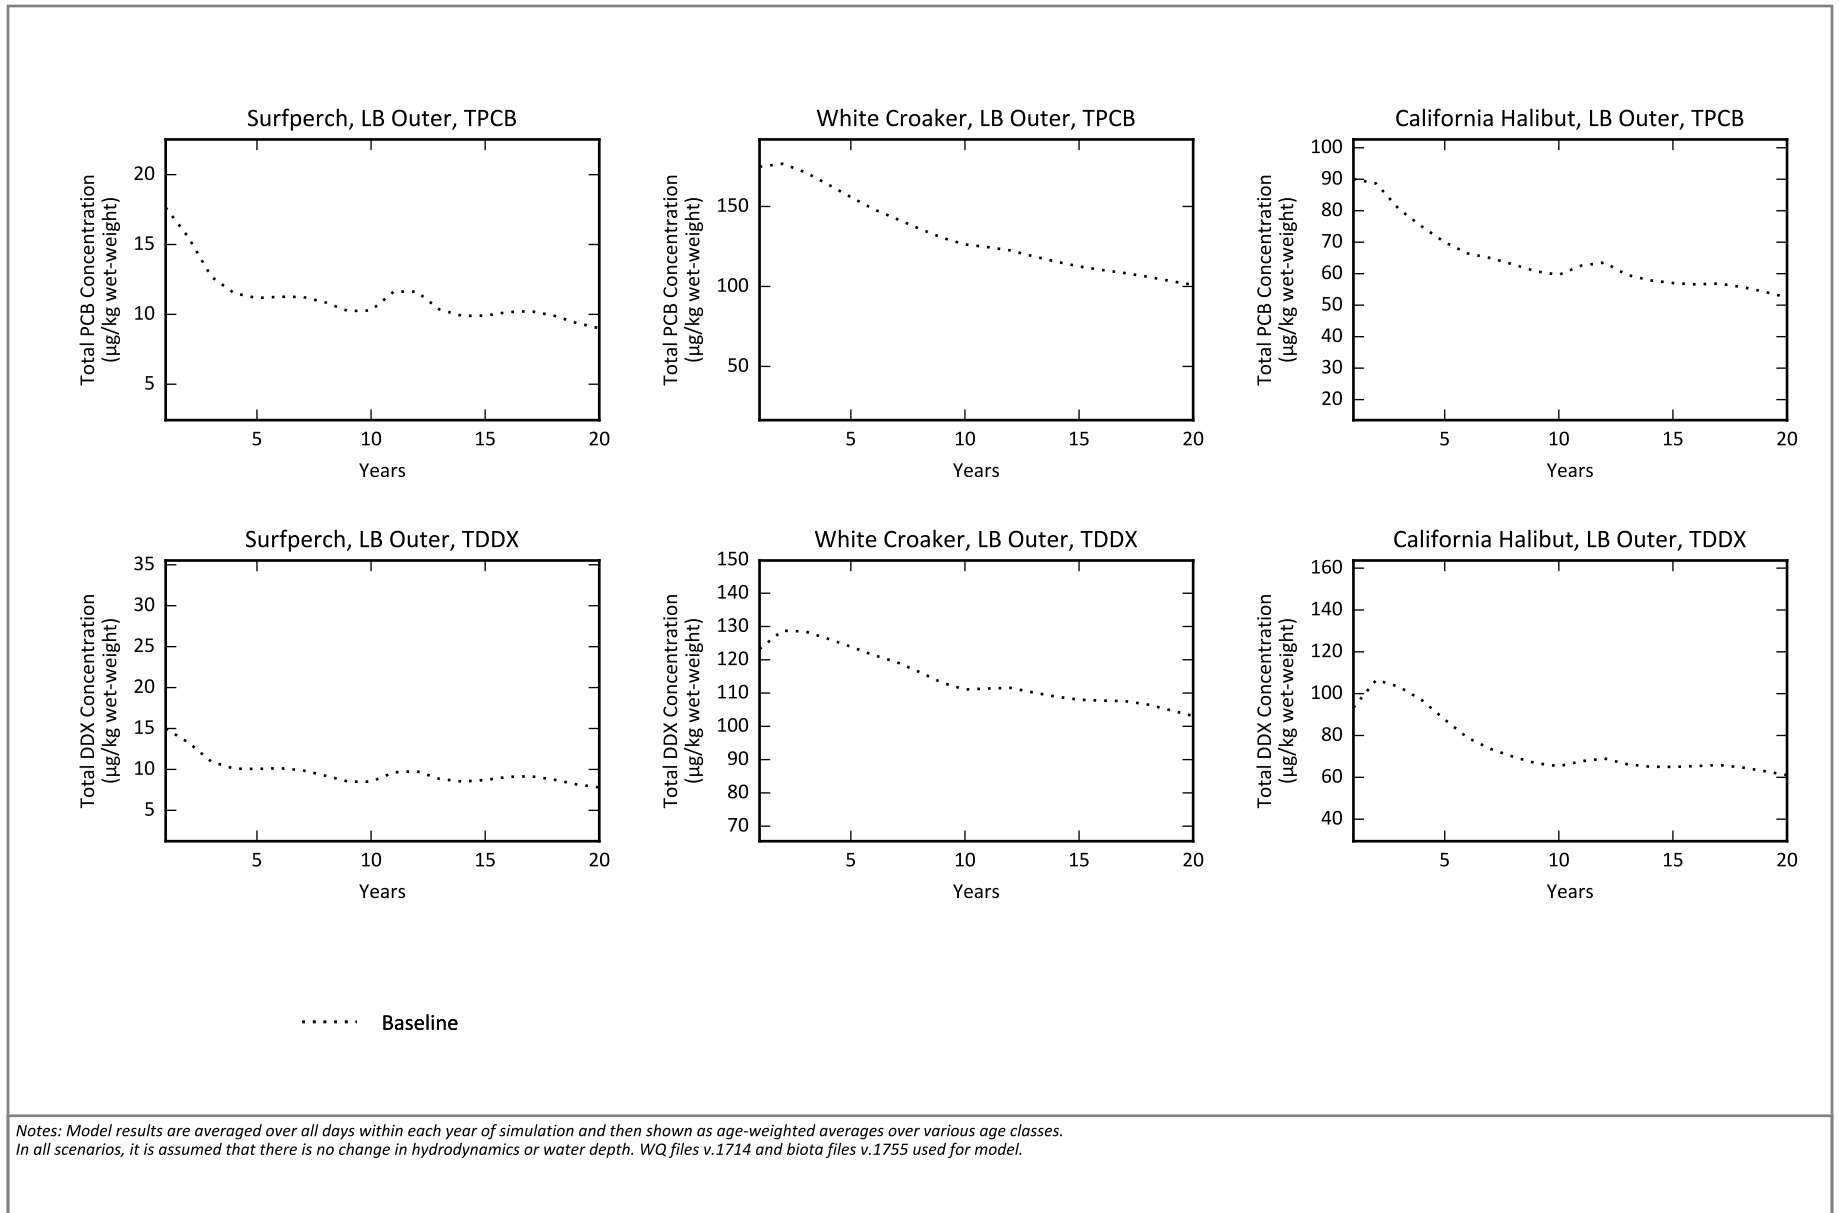 Surfperch, LB Outer, TPCB
Total PCB Concentration
(µg/kg wet-weight)
20
15
10
5
5 10 15 20
Years
White Croaker, LB Outer, TPCB
Total PCB Concentration
(µg/kg wet-weight)
150
100
50
5 10 15 20
Years
California Halibut, LB Outer, TPCB
Total PCB Concentration
(µg/kg wet-weight)
100
90
80
70
60
50
40
30
20
5 10 15 20
Years
Surfperch, LB Outer, TDDX
Total DDX Concentration
(µg/kg wet-weight)
35
30
25
20
15
10
5
5 10 15 20
Years
White Croaker, LB Outer, TDDX
Total DDX Concentration
(µg/kg wet-weight)
150
140
130
120
110
100
90
80
70
5 10 15 20
Years
California Halibut, LB Outer, TDDX
Total DDX Concentration
(µg/kg wet-weight)
160
140
120
100
80
60
40
5 10 15 20
Years
Baseline
Notes: Model results are averaged over all days within each year of simulation and then shown as age-weighted averages over various age classes.
In all scenarios, it is assumed that there is no change in hydrodynamics or water depth. WQ files v.1714 and biota files v.1755 used for model.